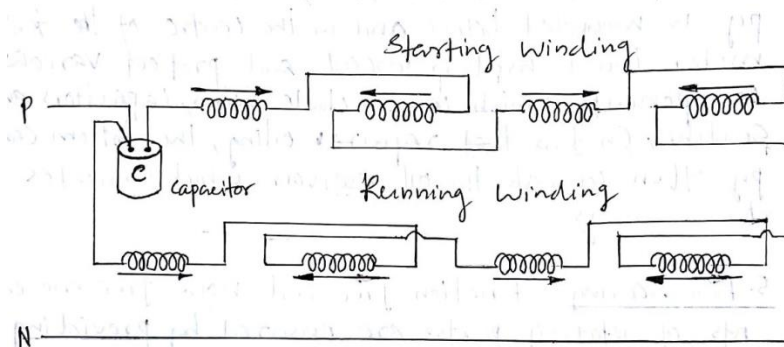 Starting Winding
P
C
Capacitor
Running Winding
N